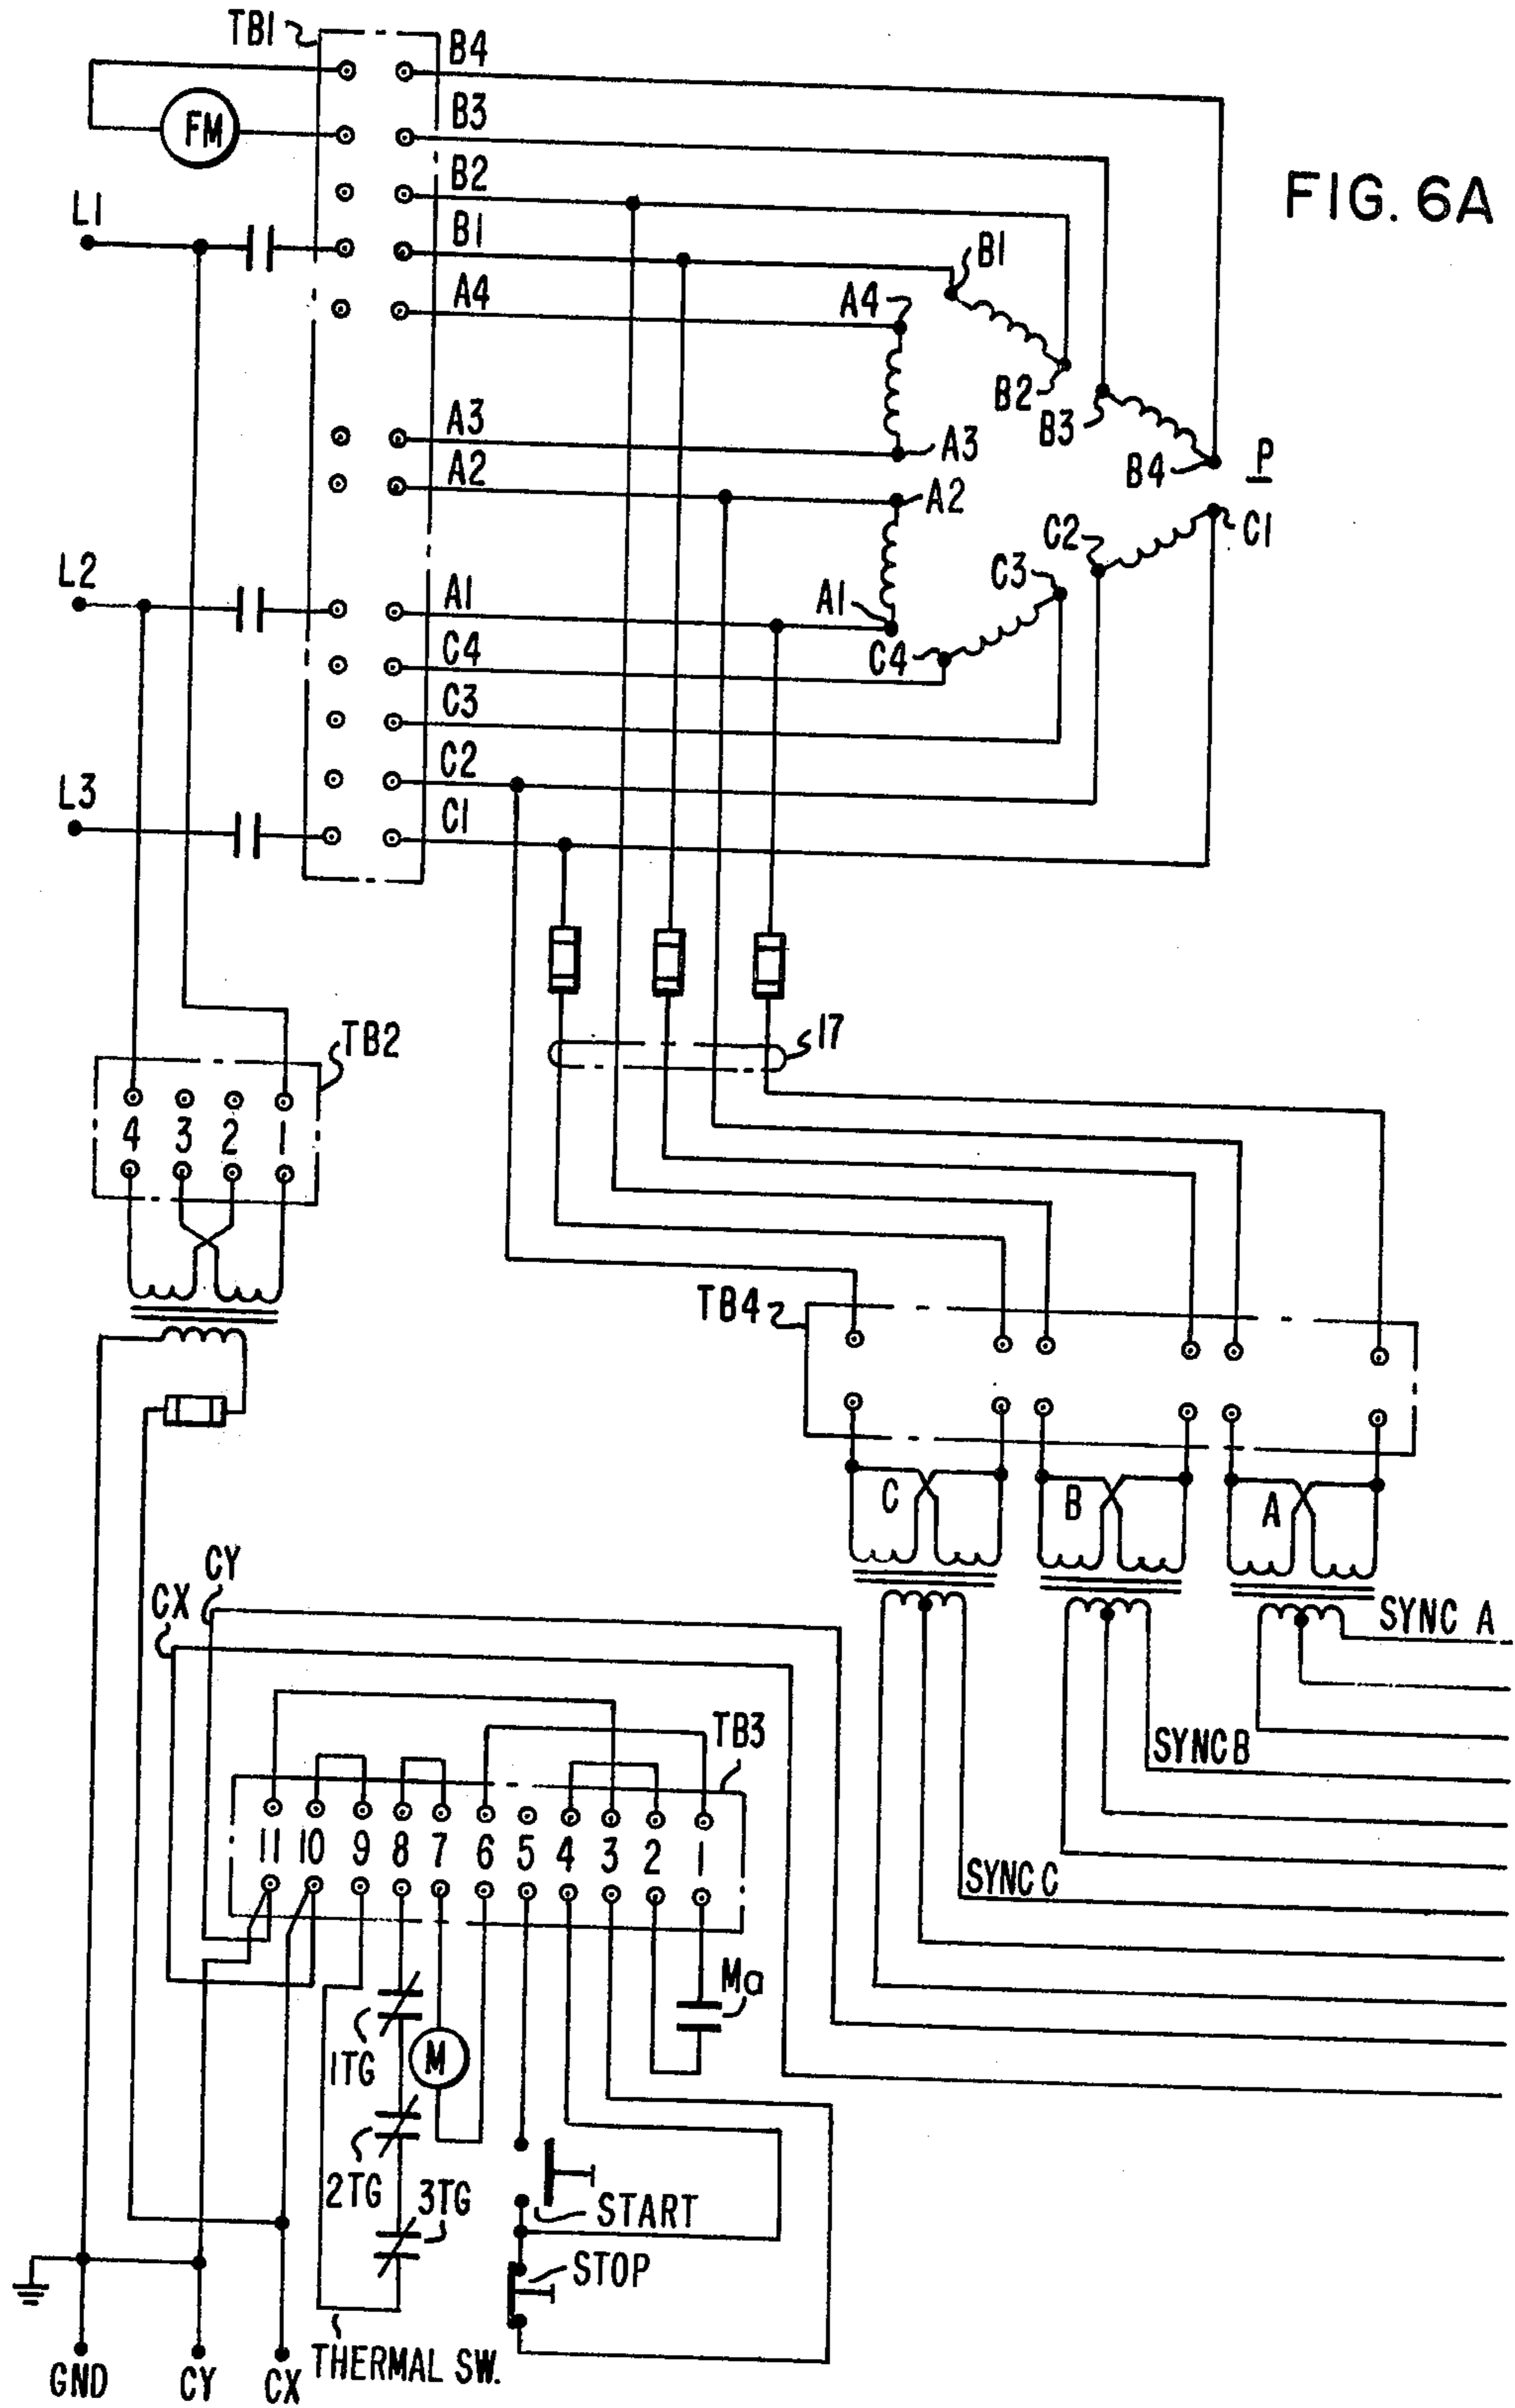 TB1
B4
FM
B3
B2
FIG. 6A
L1
B1
B1
A4
A4
B2
B3
A3
A3
B4
P
A2
A2
C1
C2
L2
C3
A1
A1
C4
C4
C3
C2
L3
C1
17
TB2
4 3 2 1
TB4
C B A
CY
CX
SYNC A
TB3
SYNC B
11 10 9 8 7 6 5 4 3 2 1
SYNC C
Ma
1TG
M
2TG
3TG
START
STOP
THERMAL SW.
GND CY CX